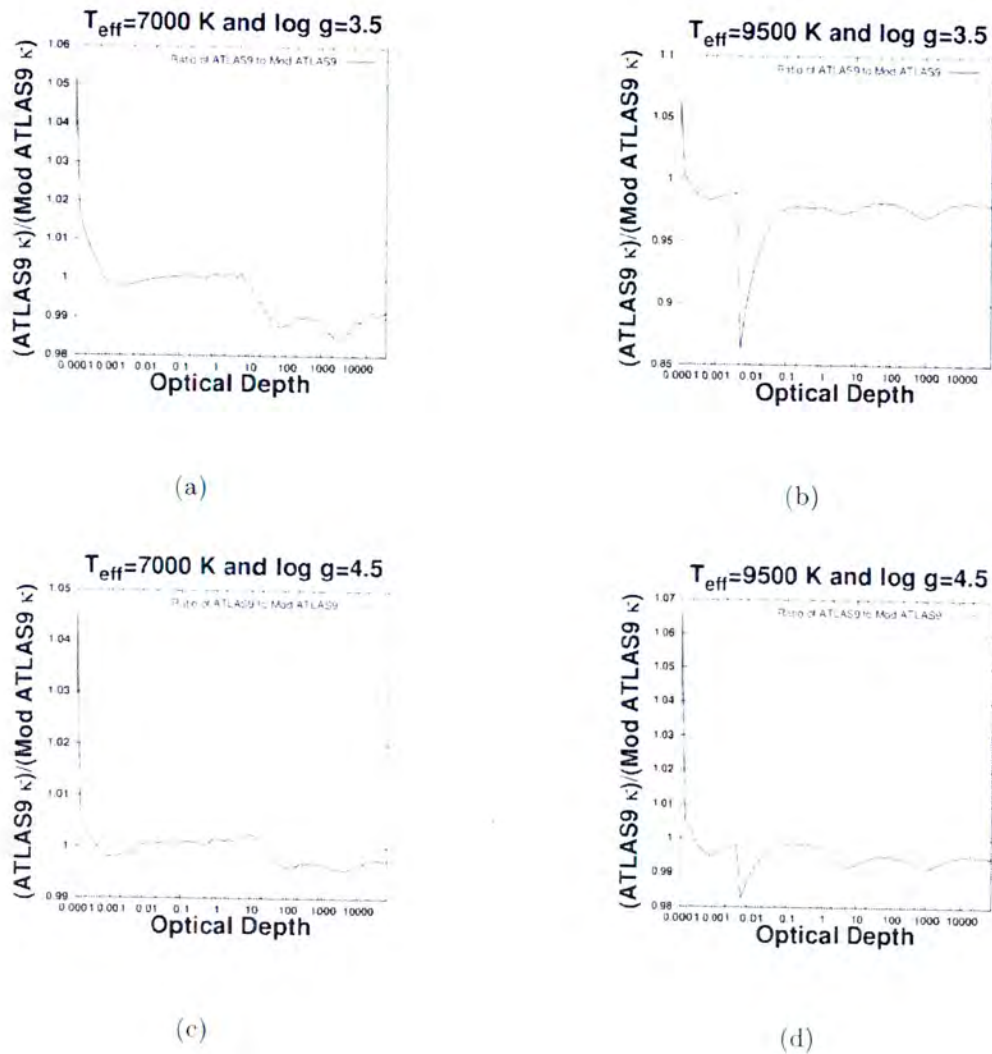 T_eff=7000 K and log g=3.5
Ratio of ATLAS9 to Mod ATLAS9
(ATLAS9 κ)/(Mod ATLAS9 κ)
1.06
1.05
1.04
1.03
1.02
1.01
1
0.99
0.98
0.0001 0.001 0.01 0.1 1 10 100 1000 10000
Optical Depth
(a)
T_eff=9500 K and log g=3.5
Ratio of ATLAS9 to Mod ATLAS9
(ATLAS9 κ)/(Mod ATLAS9 κ)
1.1
1.05
1
0.95
0.9
0.85
0.0001 0.001 0.01 0.1 1 10 100 1000 10000
Optical Depth
(b)
T_eff=7000 K and log g=4.5
Ratio of ATLAS9 to Mod ATLAS9
(ATLAS9 κ)/(Mod ATLAS9 κ)
1.05
1.04
1.03
1.02
1.01
1
0.99
0.0001 0.001 0.01 0.1 1 10 100 1000 10000
Optical Depth
(c)
T_eff=9500 K and log g=4.5
Ratio of ATLAS9 to Mod ATLAS9
(ATLAS9 κ)/(Mod ATLAS9 κ)
1.07
1.06
1.05
1.04
1.03
1.02
1.01
1
0.99
0.98
0.0001 0.001 0.01 0.1 1 10 100 1000 10000
Optical Depth
(d)